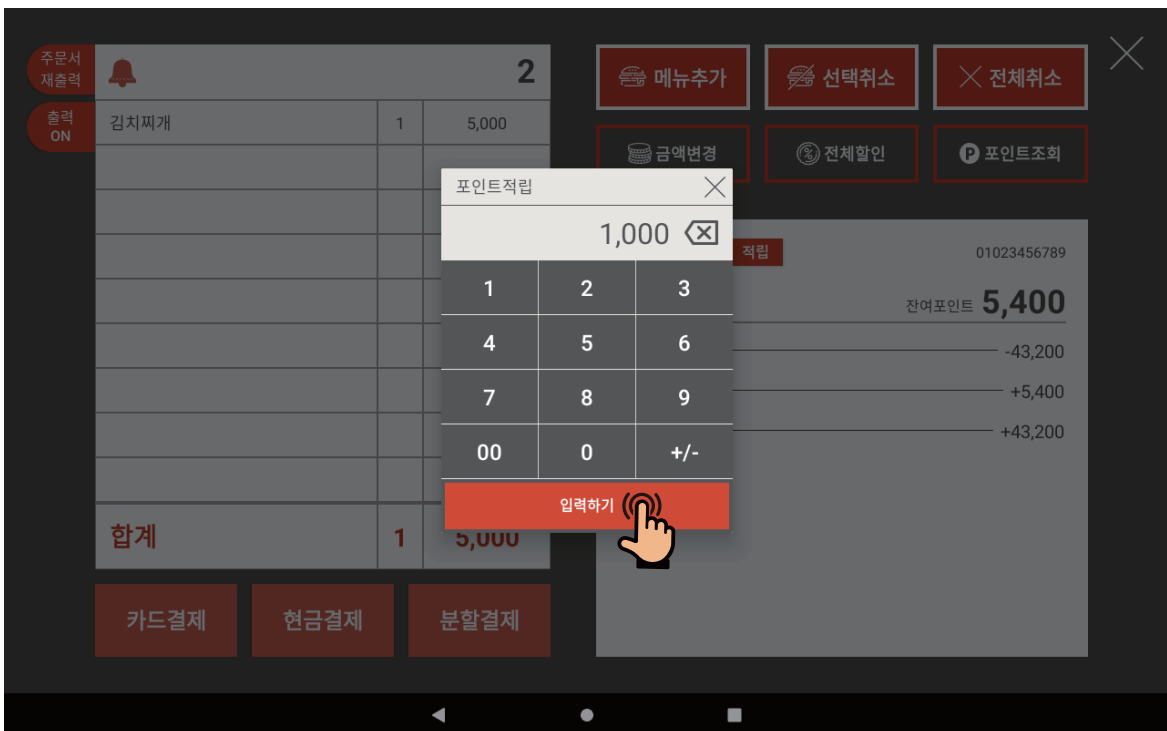 주문서
재출력
출력
ON
2
김치찌개 1 5,000
합계 1 5,000
카드결제 현금결제 분할결제
메뉴추가 선택취소 전체취소
금액변경 전체할인 포인트조회
포인트적립
1,000
1 2 3
4 5 6
7 8 9
00 0 +/-
입력하기
적립 01023456789
잔여포인트 5,400
-43,200
+5,400
+43,200